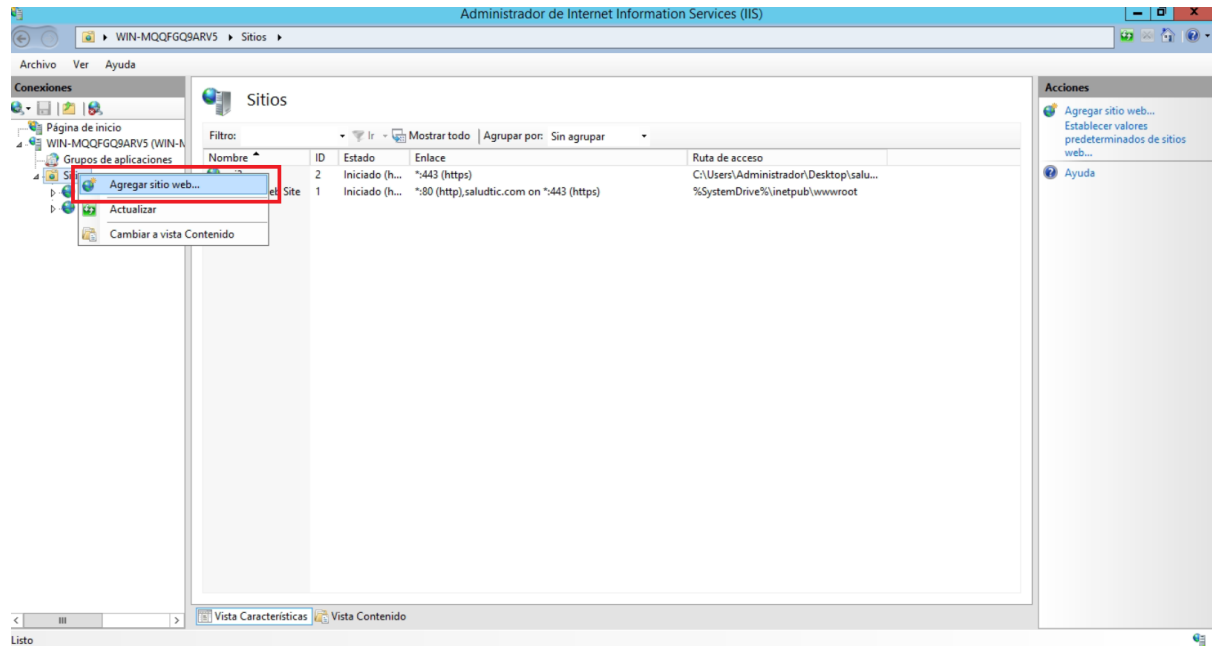 Administrador de Internet Information Services (IIS)
WIN-MQQFGQ9ARV5 Sitios
Archivo Ver Ayuda
Conexiones
Página de inicio
WIN-MQQFGQ9ARV5 (WIN-M
Grupos de aplicaciones
Agregar sitio web...
Actualizar
Cambiar a vista Contenido
Sitios
Filtro: Ir Mostrar todo Agrupar por: Sin agrupar
Nombre ID Estado Enlace Ruta de acceso
2 Iniciado (h... *:443 (https) C:\Users\Administrador\Desktop\salu...
Site 1 Iniciado (h... *:80 (http),saludtic.com on *:443 (https) %SystemDrive%\inetpub\wwwroot
Vista Características Vista Contenido
Acciones
Agregar sitio web...
Establecer valores
predeterminados de sitios
web...
Ayuda
Listo